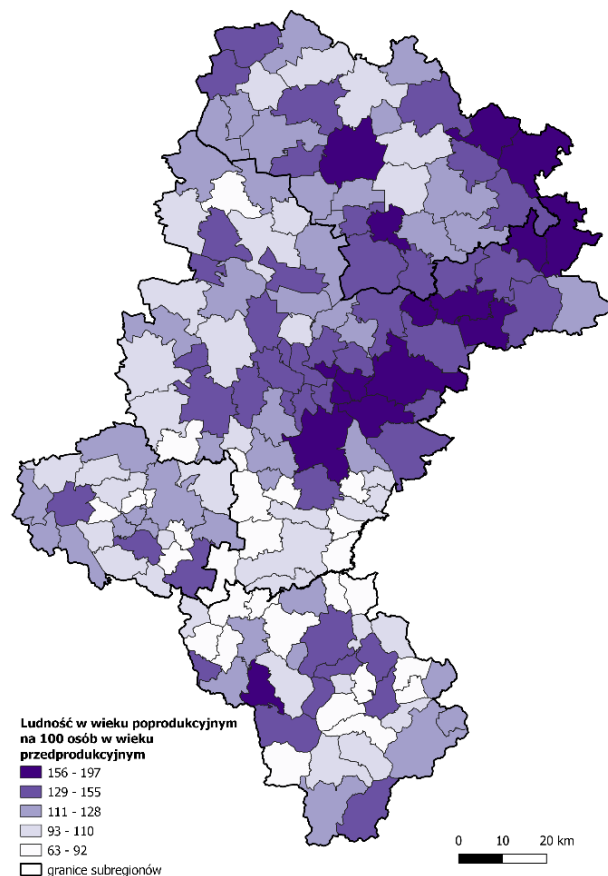 Ludność w wieku poprodukcyjnym
na 100 osób w wieku
przedprodukcyjnym
156 - 197
129 - 155
111 - 128
93 - 110
63 - 92
granice subregionów
0 10 20 km